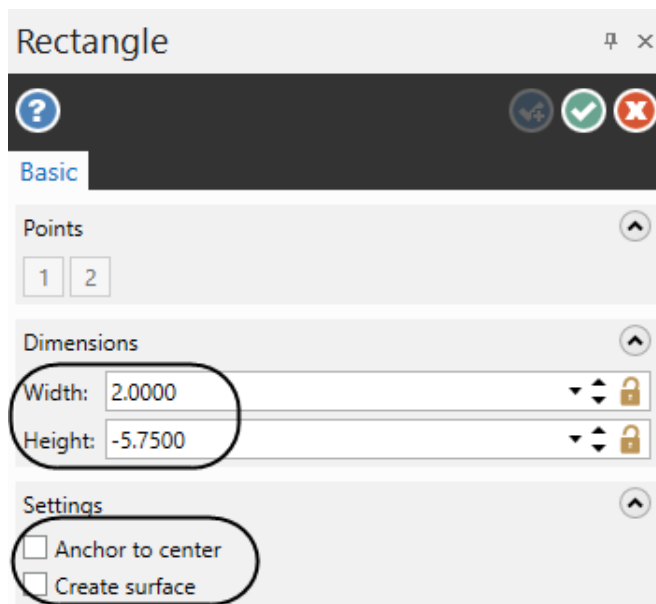 Rectangle
Basic
Points
1 2
Dimensions
Width: 2.0000
Height: -5.7500
Settings
Anchor to center
Create surface